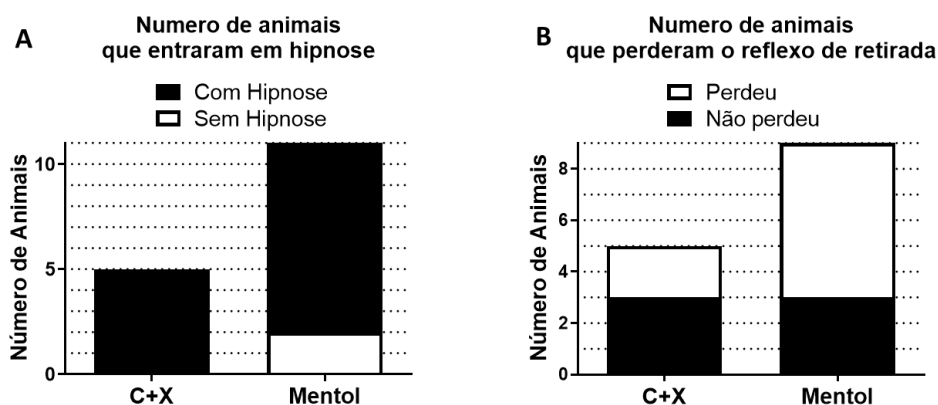 A
Numero de animais
que entraram em hipnose
Com Hipnose
Sem Hipnose
Número de Animais
10
5
0
C+X
Mentol
B
Numero de animais
que perderam o reflexo de retirada
Perdeu
Não perdeu
Número de Animais
8
6
4
2
0
C+X
Mentol